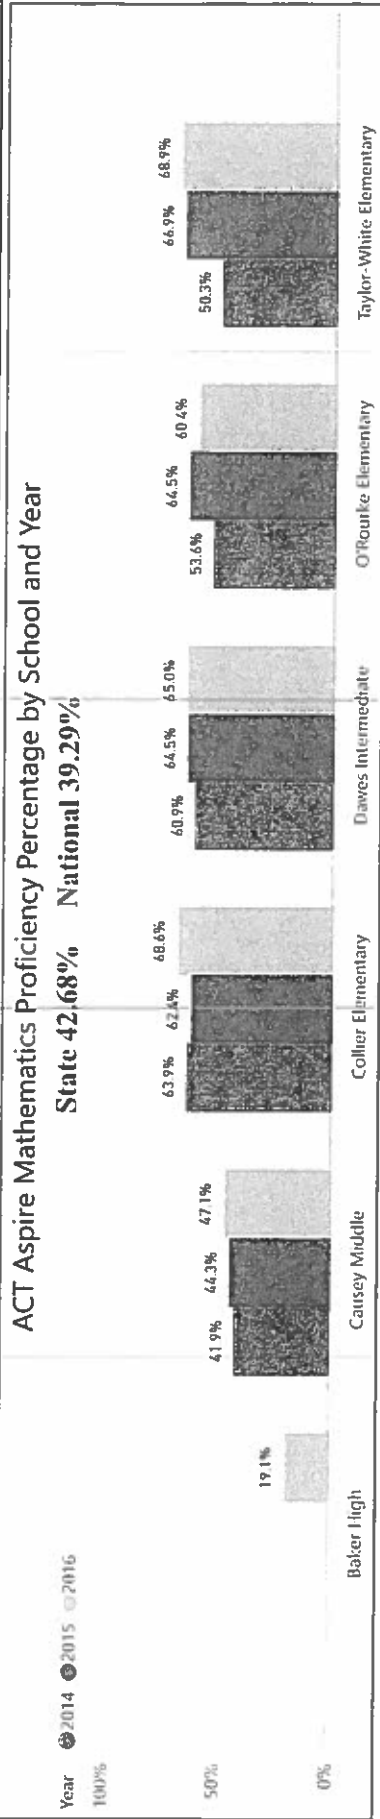 ACT Aspire Mathematics Proficiency Percentage by School and Year
State 42.68% National 39.29%
Year 2014 2015 2016
100%
50%
0%
19.1%
41.9% 44.3% 47.1%
63.9% 62.4% 68.6%
60.9% 64.5% 65.0%
53.6% 64.5% 60.4%
50.3% 66.9% 68.9%
Baker High Causey Middle Collier Elementary Dawes Intermediate O'Rourke Elementary Taylor-White Elementary